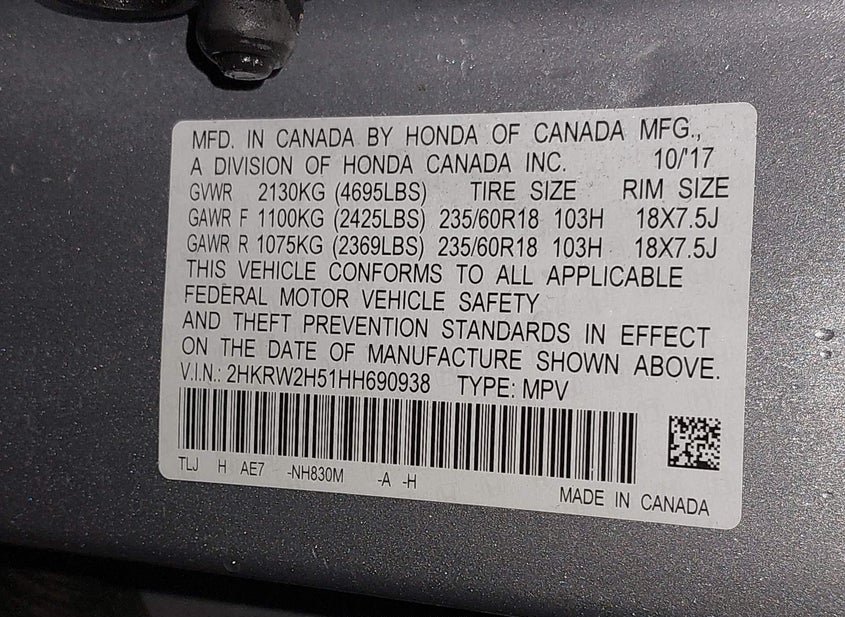 MFD. IN CANADA BY HONDA OF CANADA MFG.,
A DIVISION OF HONDA CANADA INC. 10/'17
GVWR 2130KG (4695LBS) TIRE SIZE RIM SIZE
GAWR F 1100KG (2425LBS) 235/60R18 103H 18X7.5J
GAWR R 1075KG (2369LBS) 235/60R18 103H 18X7.5J
THIS VEHICLE CONFORMS TO ALL APPLICABLE
FEDERAL MOTOR VEHICLE SAFETY
AND THEFT PREVENTION STANDARDS IN EFFECT
ON THE DATE OF MANUFACTURE SHOWN ABOVE.
V.I.N.: 2HKRW2H51HH690938 TYPE: MPV
TLJ H AE7 -NH830M -A -H
MADE IN CANADA